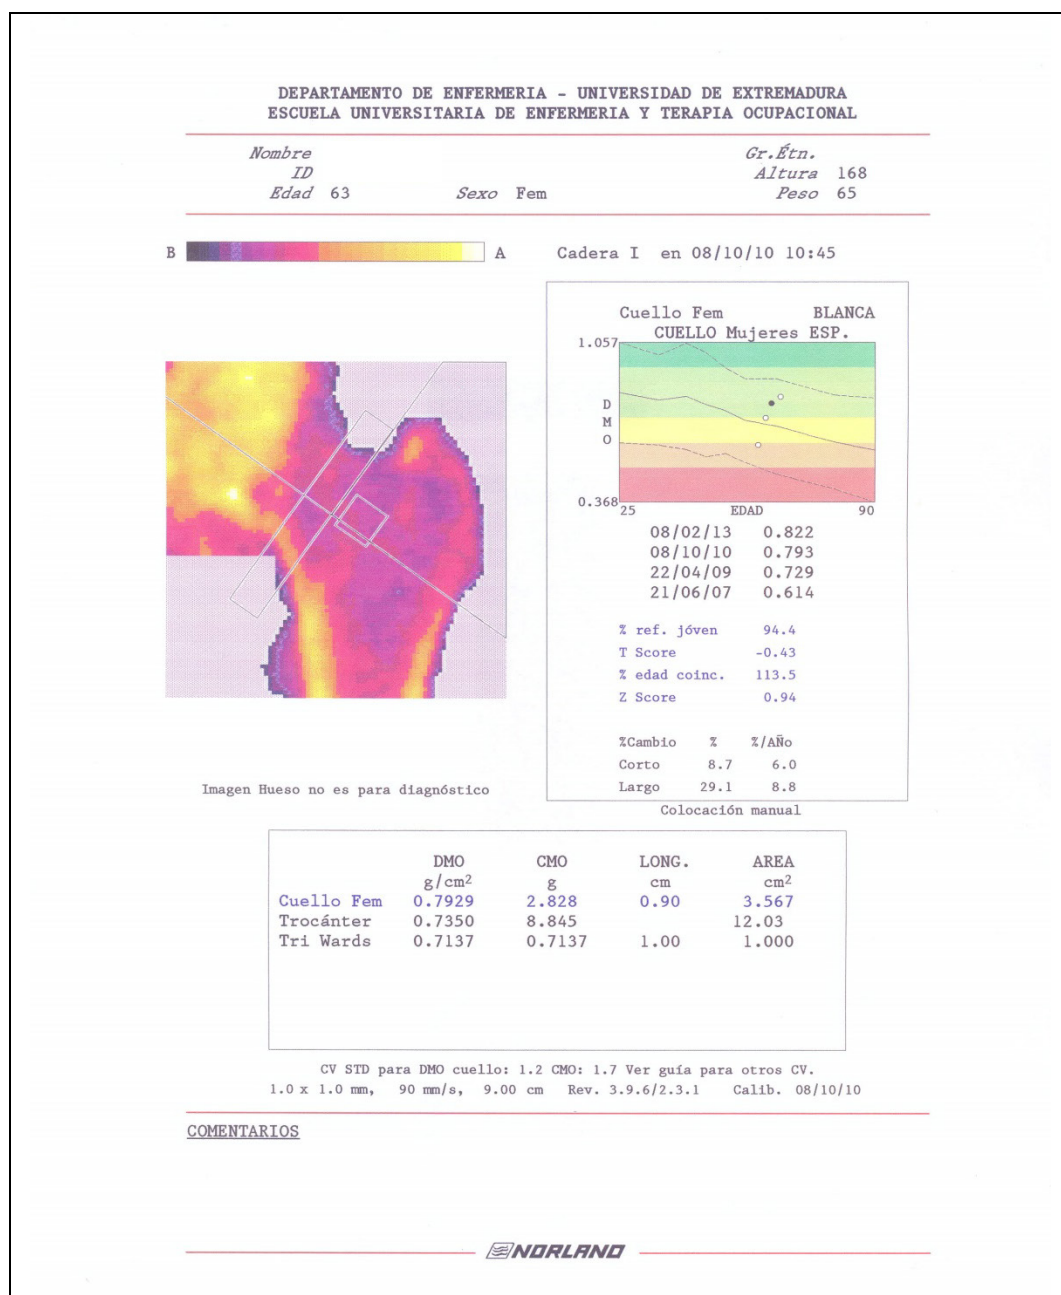 DEPARTAMENTO DE ENFERMERIA - UNIVERSIDAD DE EXTREMADURA
ESCUELA UNIVERSITARIA DE ENFERMERIA Y TERAPIA OCUPACIONAL
Nombre Gr.Étn.
ID Altura 168
Edad 63 Sexo Fem Peso 65
B A Cadera I en 08/10/10 10:45
Cuello Fem BLANCA
CUELLO Mujeres ESP.
1.057
D
M
O
0.368
25 EDAD 90
08/02/13 0.822
08/10/10 0.793
22/04/09 0.729
21/06/07 0.614
% ref. jóven 94.4
T Score -0.43
% edad coinc. 113.5
Z Score 0.94
%Cambio % %/AÑo
Corto 8.7 6.0
Largo 29.1 8.8
Imagen Hueso no es para diagnóstico
Colocación manual
DMO CMO LONG. AREA
g/cm² g cm cm²
Cuello Fem 0.7929 2.828 0.90 3.567
Trocánter 0.7350 8.845 12.03
Tri Wards 0.7137 0.7137 1.00 1.000
CV STD para DMO cuello: 1.2 CMO: 1.7 Ver guía para otros CV.
1.0 x 1.0 mm, 90 mm/s, 9.00 cm Rev. 3.9.6/2.3.1 Calib. 08/10/10
COMENTARIOS
NORLAND